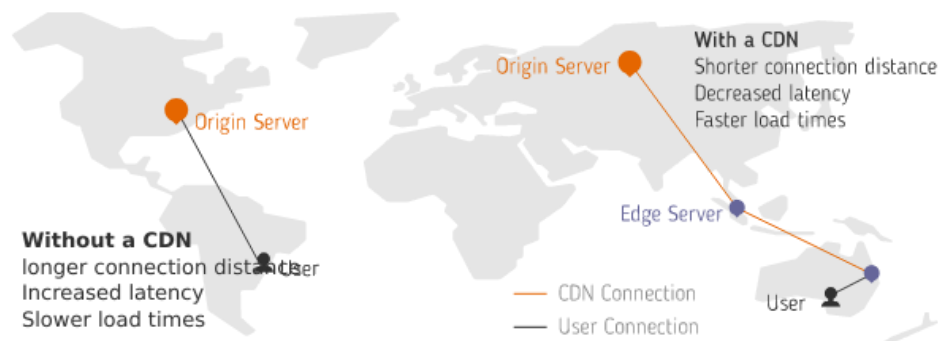 Origin Server
Without a CDN
longer connection distance
User
Increased latency
Slower load times
With a CDN
Origin Server
Shorter connection distance
Decreased latency
Faster load times
Edge Server
User
CDN Connection
User Connection